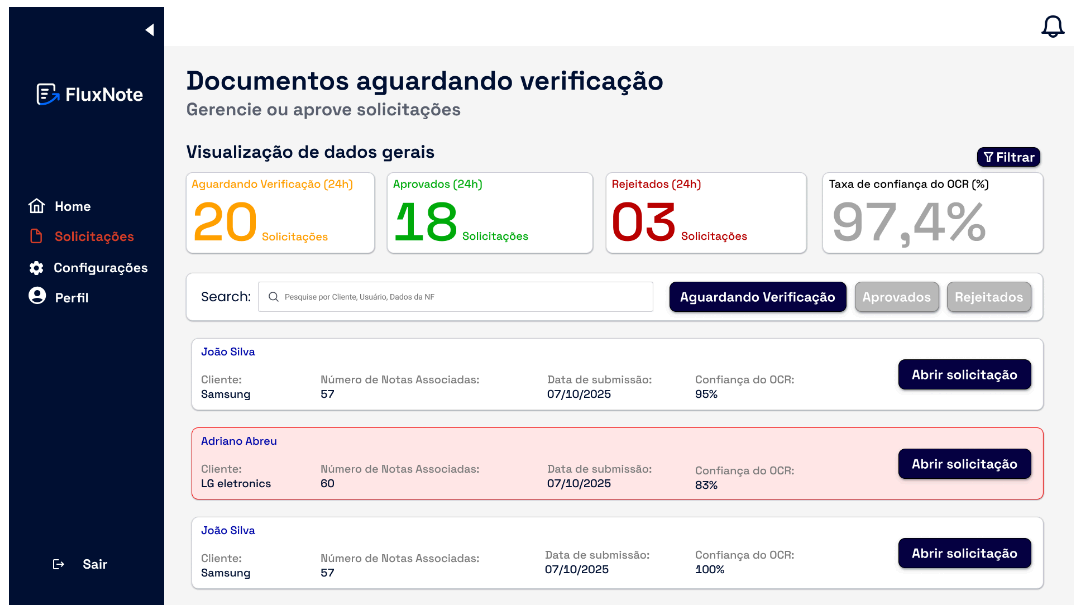 FluxNote
Home
Solicitações
Configurações
Perfil
Sair
Documentos aguardando verificação
Gerencie ou aprove solicitações
Visualização de dados gerais
Filtrar
Aguardando Verificação (24h)
20 Solicitações
Aprovados (24h)
18 Solicitações
Rejeitados (24h)
03 Solicitações
Taxa de confiança do OCR (%)
97,4%
Search: Pesquise por Cliente, Usuário, Dados da NF
Aguardando Verificação Aprovados Rejeitados
João Silva
Cliente: Número de Notas Associadas: Data de submissão: Confiança do OCR:
Samsung 57 07/10/2025 95%
Abrir solicitação
Adriano Abreu
Cliente: Número de Notas Associadas: Data de submissão: Confiança do OCR:
LG eletronics 60 07/10/2025 83%
Abrir solicitação
João Silva
Cliente: Número de Notas Associadas: Data de submissão: Confiança do OCR:
Samsung 57 07/10/2025 100%
Abrir solicitação